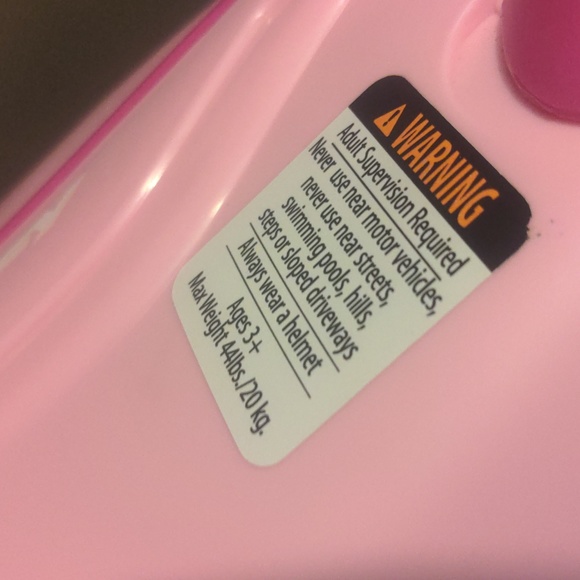 WARNING
Adult Supervision Required
Never use near motor vehicles,
never use near streets,
swimming pools, hills,
steps or sloped driveways
Always wear a helmet
Ages 3+
Max Weight 44lbs./20 kg.